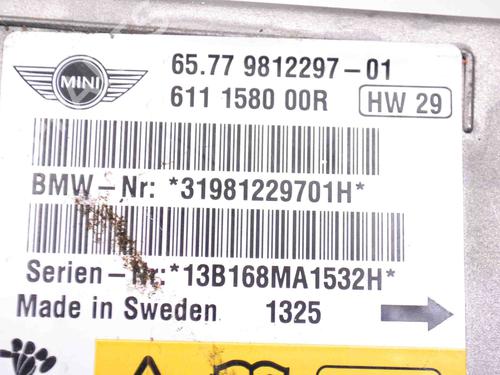 MINI
65.77 9812297-01
611 1580 00R HW 29
BMW-Nr: *31981229701H*
Serien-Nr:*13B168MA1532H*
Made in Sweden 1325